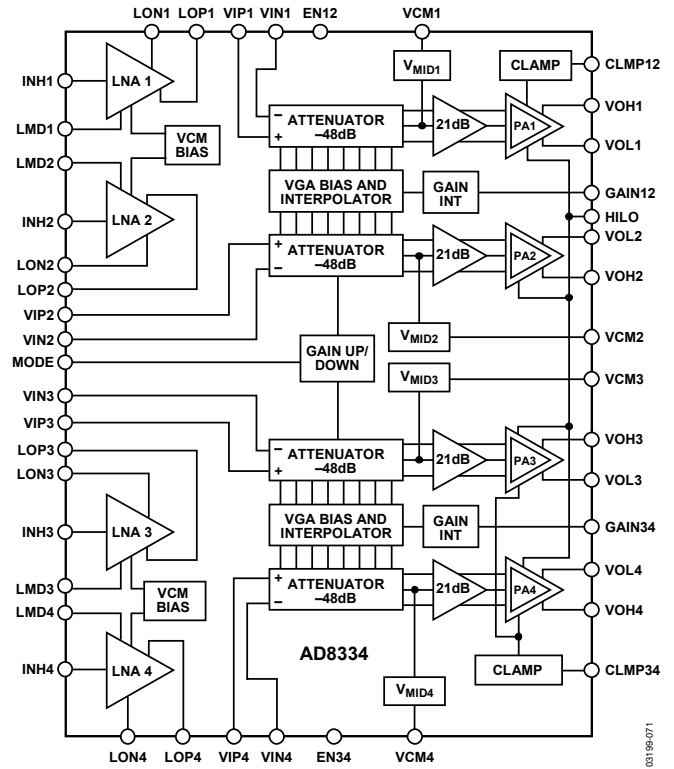 LON1 LOP1 VIP1 VIN1 EN12 VCM1
INH1
LNA 1
VMID1
CLAMP
CLMP12
LMD1
VCM
BIAS
–
+
ATTENUATOR
–48dB
21dB
PA1
VOH1
VOL1
LMD2
VGA BIAS AND
INTERPOLATOR
GAIN
INT
GAIN12
HILO
INH2
LNA 2
LON2
+
–
ATTENUATOR
–48dB
21dB
PA2
VOL2
VOH2
LOP2
VIP2
VIN2
VMID2
VCM2
MODE
GAIN UP/
DOWN
VMID3
VCM3
VIN3
VIP3
LOP3
LON3
–
+
ATTENUATOR
–48dB
21dB
PA3
VOH3
VOL3
INH3
LNA 3
VGA BIAS AND
INTERPOLATOR
GAIN
INT
GAIN34
LMD3
LMD4
VCM
BIAS
+
–
ATTENUATOR
–48dB
21dB
PA4
VOL4
VOH4
INH4
LNA 4
AD8334
CLAMP
CLMP34
VMID4
LON4 LOP4 VIP4 VIN4 EN34 VCM4
03199-071